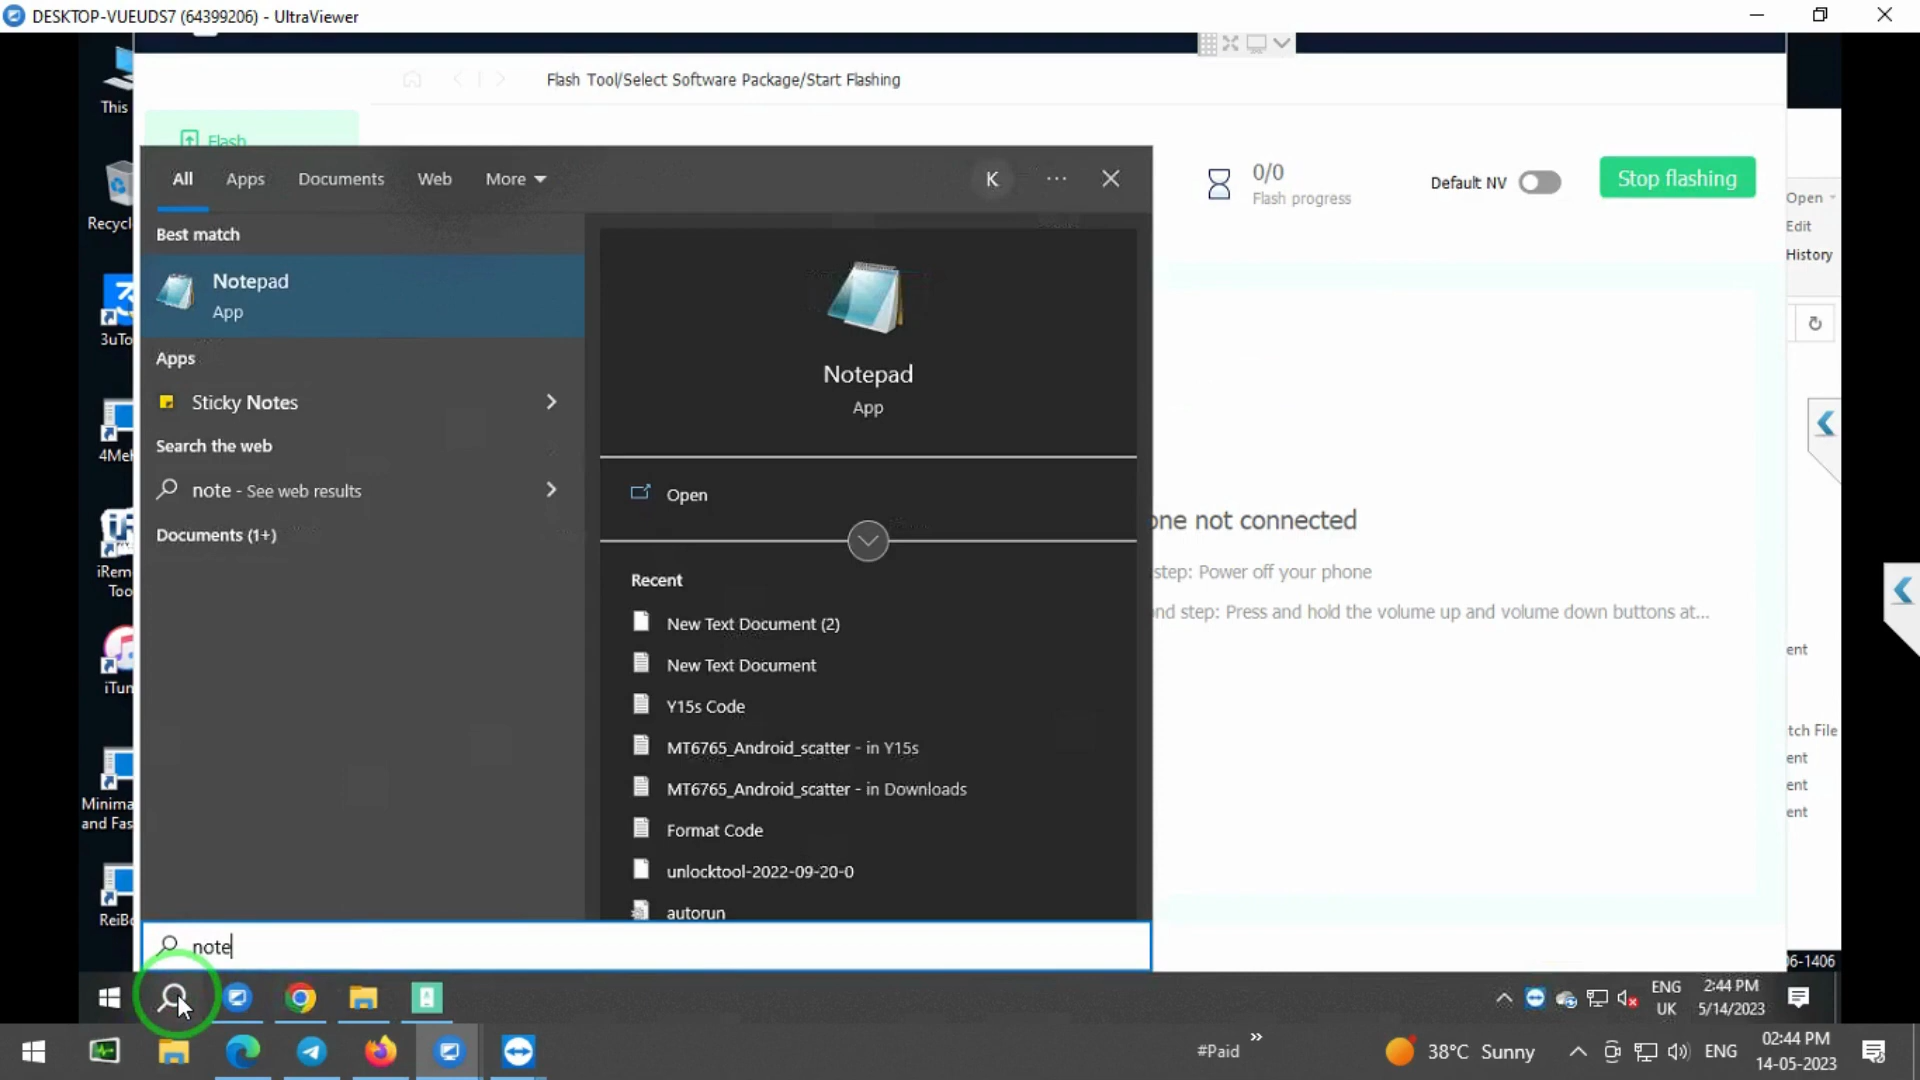 DESKTOP-VUEUDS7 (64399206) - UltraViewer
Flash Tool/Select Software Package/Start Flashing
This
Flash
All Apps Documents Web More
K
0/0
Flash progress
Default NV
Stop flashing
Open
Edit
History
Recycl
Best match
Notepad
App
Apps
Sticky Notes
Search the web
note - See web results
Documents (1+)
Notepad
App
Open
Recent
New Text Document (2)
New Text Document
Y15s Code
MT6765_Android_scatter - in Y15s
MT6765_Android_scatter - in Downloads
Format Code
unlocktool-2022-09-20-0
autorun
one not connected
step: Power off your phone
nd step: Press and hold the volume up and volume down buttons at...
ent
tch File
ent
ent
ent
3uTo
4MeK
iRem
Too
iTun
Minima
and Fas
ReiBo
note
06-1406
ENG
UK
2:44 PM
5/14/2023
#Paid
38°C Sunny
ENG
02:44 PM
14-05-2023